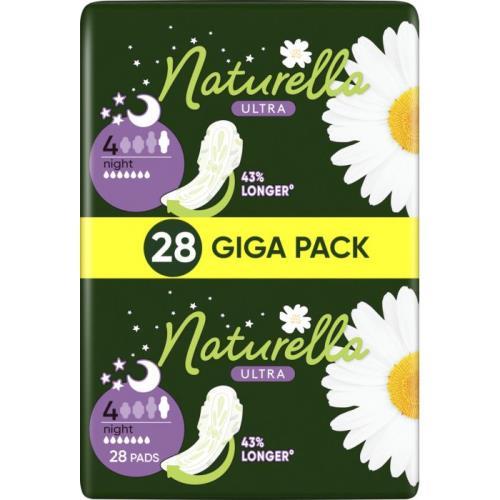 Naturella
ULTRA
4
night
43%
LONGER°
28 GIGA PACK
Naturella
ULTRA
4
night
28 PADS
43%
LONGER°